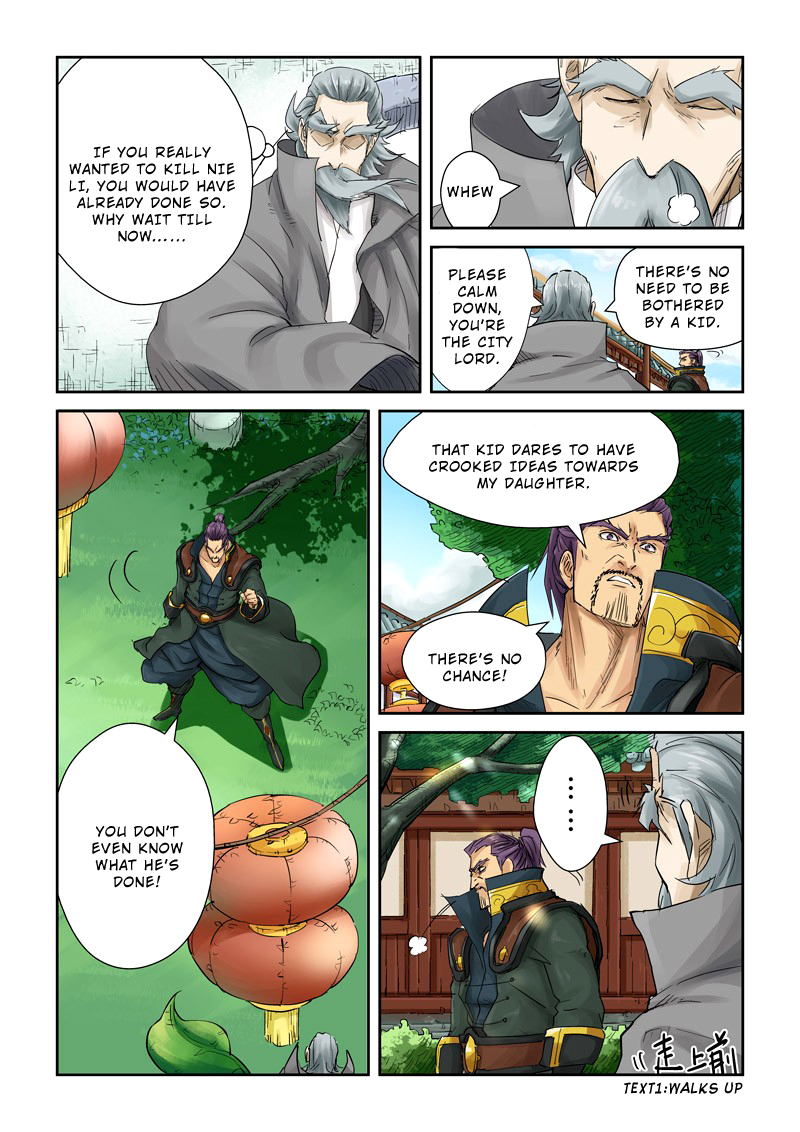 IF YOU REALLY
WANTED TO KILL NIE
LI, YOU WOULD HAVE
ALREADY DONE SO.
WHY WAIT TILL
NOW......
WHEW
PLEASE
CALM
DOWN,
YOU'RE
THE CITY
LORD.
THERE'S NO
NEED TO BE
BOTHERED
BY A KID.
YOU DON'T
EVEN KNOW
WHAT HE'S
DONE!
THAT KID DARES TO HAVE
CROOKED IDEAS TOWARDS
MY DAUGHTER.
THERE'S NO
CHANCE!
......
走上前
TEXT1:WALKS UP